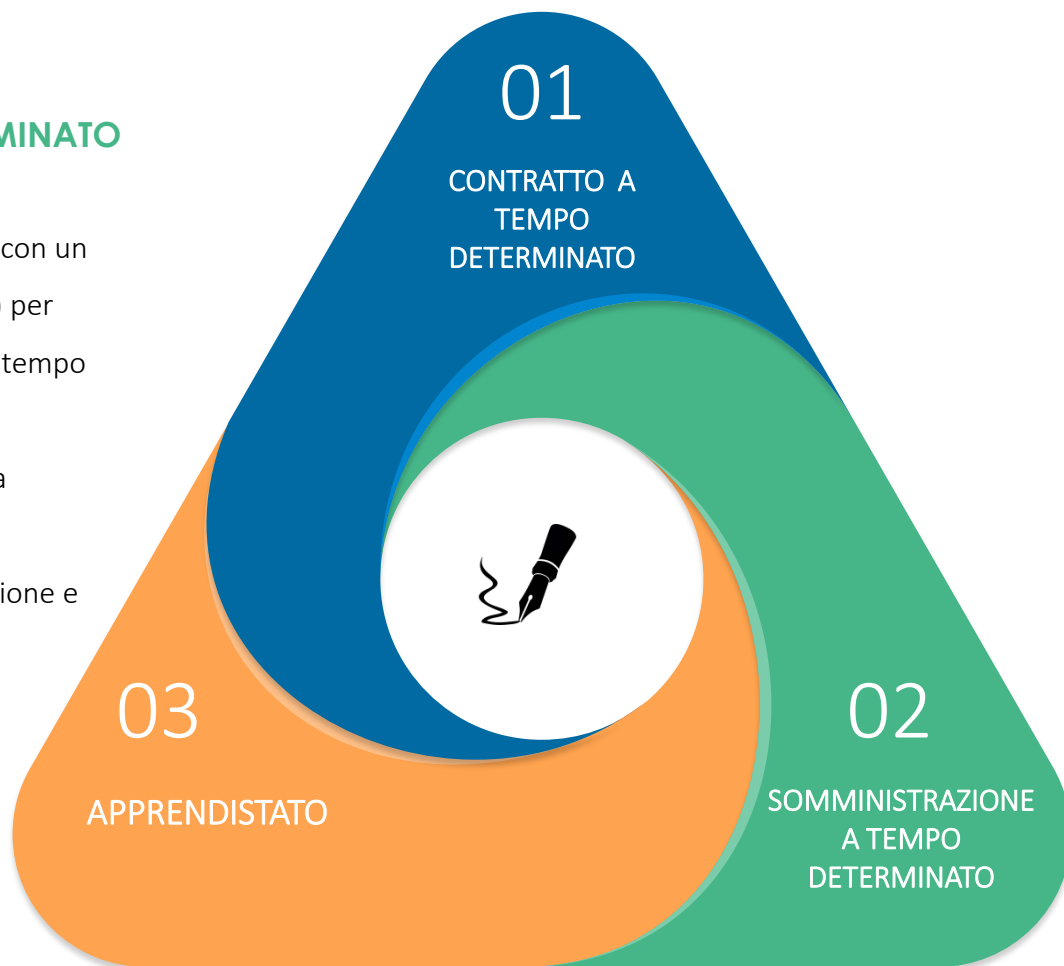 MINATO
con un
per
tempo
a
ione e
01
CONTRATTO A
TEMPO
DETERMINATO
02
SOMMINISTRAZIONE
A TEMPO
DETERMINATO
03
APPRENDISTATO